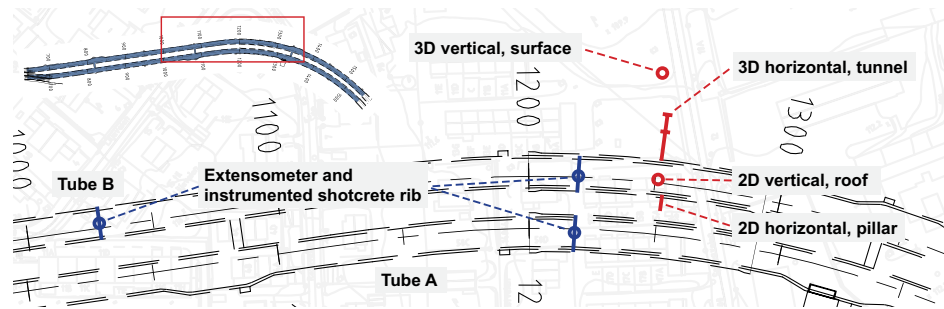 3D vertical, surface
3D horizontal, tunnel
1200
1300
1100
1000
Extensometer and
instrumented shotcrete rib
Tube B
2D vertical, roof
2D horizontal, pillar
Tube A
12